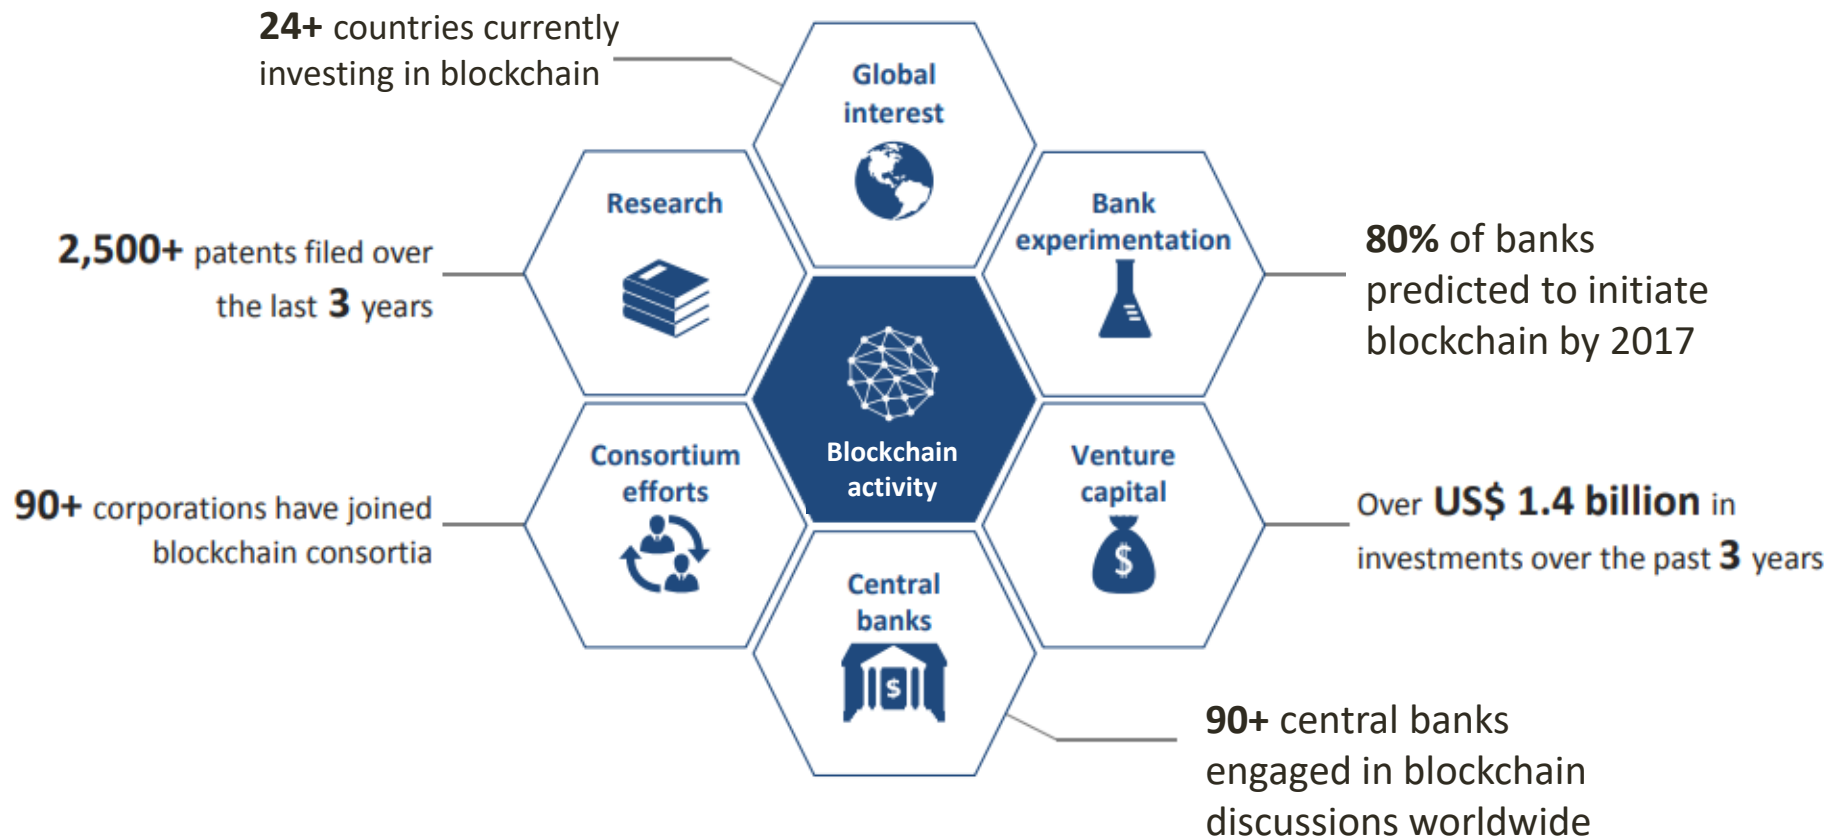 24+ countries currently
investing in blockchain
Global
interest
Research
2,500+ patents filed over
the last 3 years
Bank
experimentation
80% of banks
predicted to initiate
blockchain by 2017
Blockchain
activity
Consortium
efforts
90+ corporations have joined
blockchain consortia
Venture
capital
$
Over US$ 1.4 billion in
investments over the past 3 years
Central
banks
$
90+ central banks
engaged in blockchain
discussions worldwide